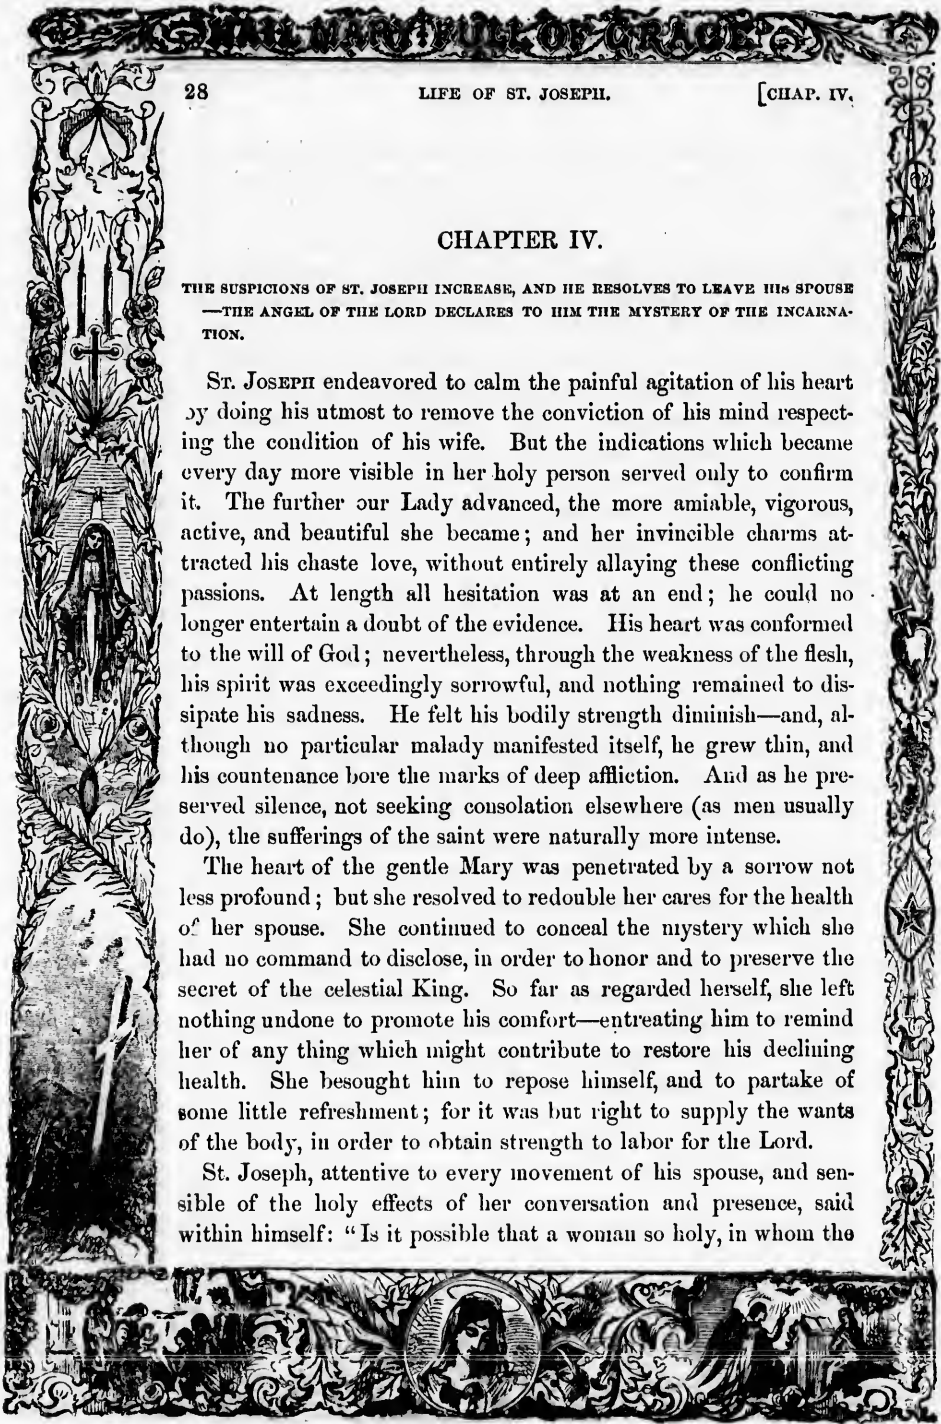 HAIL MARY FULL OF GRACE
28 LIFE OF ST. JOSEPH. [CHAP. IV.
CHAPTER IV.
THE SUSPICIONS OF ST. JOSEPH INCREASE, AND HE RESOLVES TO LEAVE HIS SPOUSE
—THE ANGEL OF THE LORD DECLARES TO HIM THE MYSTERY OF THE INCARNA-
TION.
ST. JOSEPH endeavored to calm the painful agitation of his heart
by doing his utmost to remove the conviction of his mind respect-
ing the condition of his wife. But the indications which became
every day more visible in her holy person served only to confirm
it. The further our Lady advanced, the more amiable, vigorous,
active, and beautiful she became; and her invincible charms at-
tracted his chaste love, without entirely allaying these conflicting
passions. At length all hesitation was at an end; he could no
longer entertain a doubt of the evidence. His heart was conformed
to the will of God; nevertheless, through the weakness of the flesh,
his spirit was exceedingly sorrowful, and nothing remained to dis-
sipate his sadness. He felt his bodily strength diminish—and, al-
though no particular malady manifested itself, he grew thin, and
his countenance bore the marks of deep affliction. And as he pre-
served silence, not seeking consolation elsewhere (as men usually
do), the sufferings of the saint were naturally more intense.
The heart of the gentle Mary was penetrated by a sorrow not
less profound; but she resolved to redouble her cares for the health
of her spouse. She continued to conceal the mystery which she
had no command to disclose, in order to honor and to preserve the
secret of the celestial King. So far as regarded herself, she left
nothing undone to promote his comfort—entreating him to remind
her of any thing which might contribute to restore his declining
health. She besought him to repose himself, and to partake of
some little refreshment; for it was but right to supply the wants
of the body, in order to obtain strength to labor for the Lord.
St. Joseph, attentive to every movement of his spouse, and sen-
sible of the holy effects of her conversation and presence, said
within himself: "Is it possible that a woman so holy, in whom the